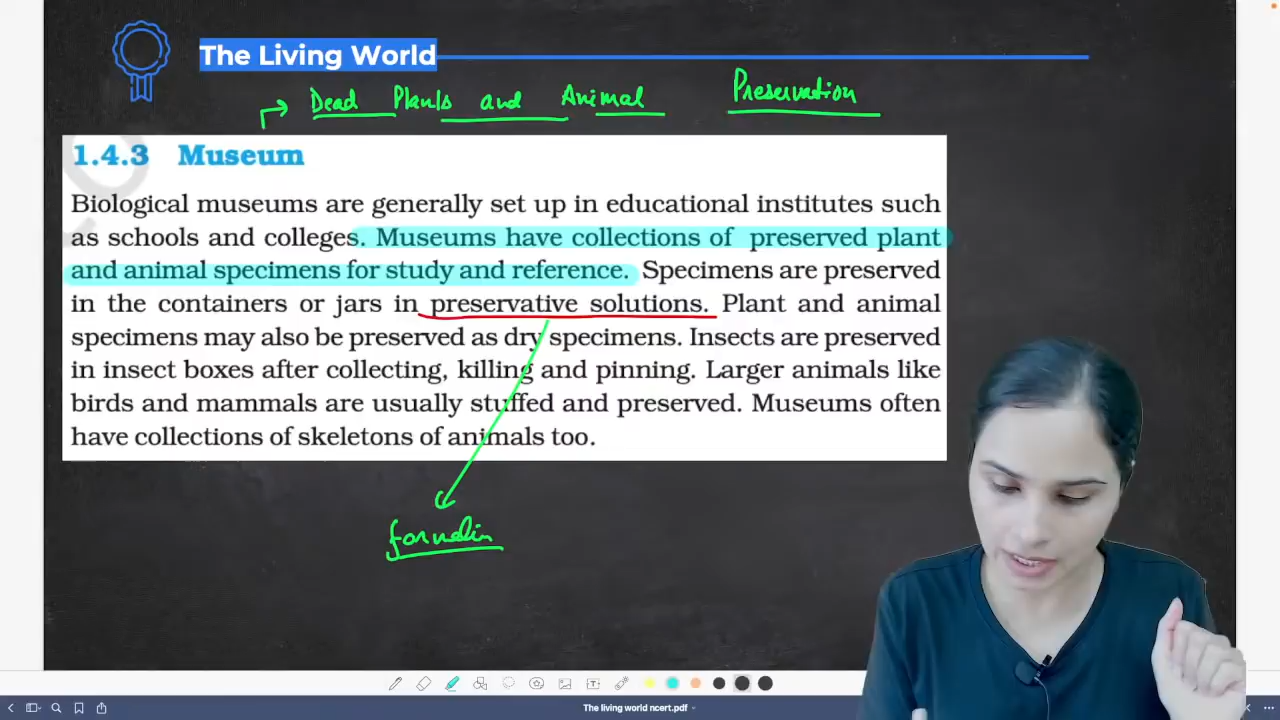 The Living World
Dead Plants and Animal Preservation
1.4.3 Museum
Biological museums are generally set up in educational institutes such
as schools and colleges. Museums have collections of preserved plant
and animal specimens for study and reference. Specimens are preserved
in the containers or jars in preservative solutions. Plant and animal
specimens may also be preserved as dry specimens. Insects are preserved
in insect boxes after collecting, killing and pinning. Larger animals like
birds and mammals are usually stuffed and preserved. Museums often
have collections of skeletons of animals too.
formalin
The living world ncert.pdf